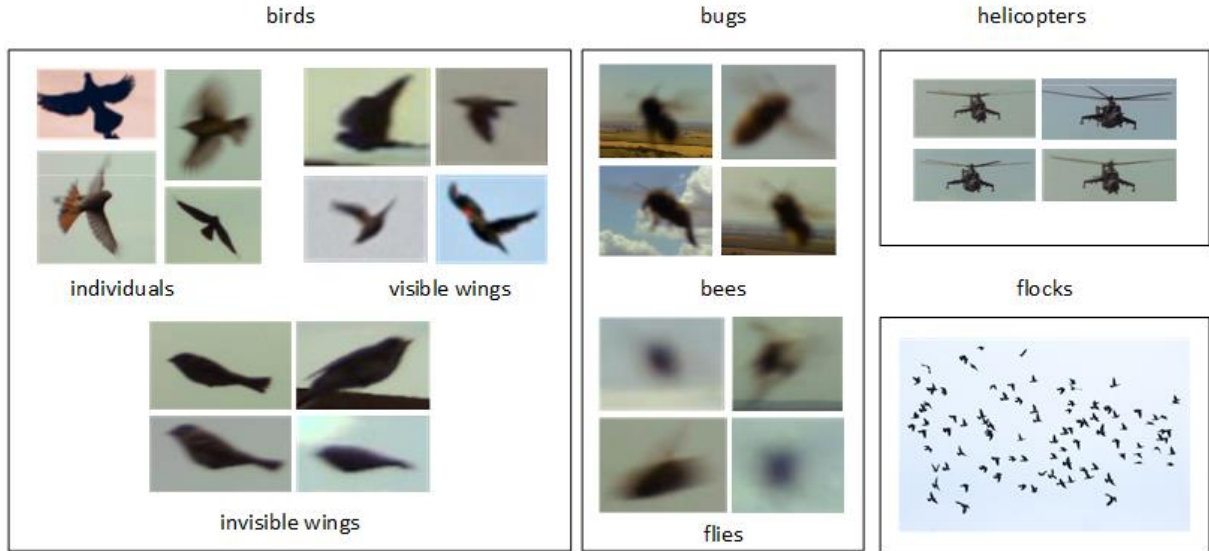 birds
bugs
helicopters
individuals
visible wings
bees
flocks
invisible wings
flies